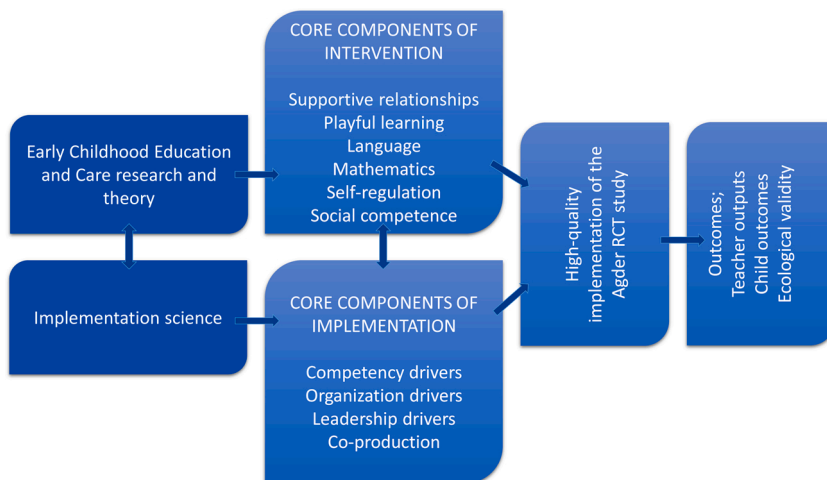 Early Childhood Education
and Care research and
theory
Implementation science
CORE COMPONENTS OF
INTERVENTION
Supportive relationships
Playful learning
Language
Mathematics
Self-regulation
Social competence
CORE COMPONENTS OF
IMPLEMENTATION
Competency drivers
Organization drivers
Leadership drivers
Co-production
High-quality
implementation of the
Agder RCT study
Outcomes;
Teacher outputs
Child outcomes
Ecological validity